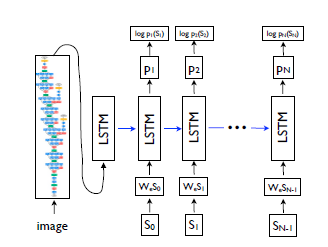 log p₁(S₁) log p₂(S₂) log pN(SN)
p₁ p₂ pN
LSTM LSTM LSTM LSTM
WₑS₀ WₑS₁ WₑSN-1
S₀ S₁ SN-1
image